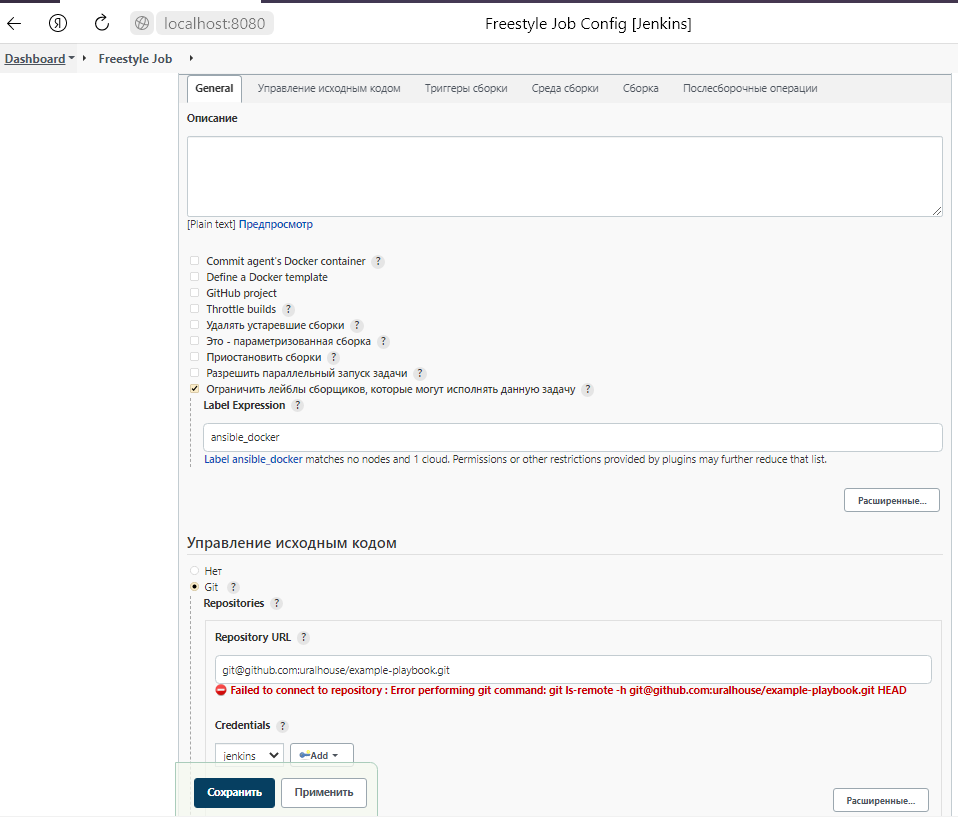 localhost:8080
Freestyle Job Config [Jenkins]
Dashboard
Freestyle Job
General
Управление исходным кодом
Триггеры сборки
Среда сборки
Сборка
Послесборочные операции
Описание
[Plain text] Предпросмотр
Commit agent's Docker container ?
Define a Docker template
GitHub project
Throttle builds ?
Удалять устаревшие сборки ?
Это - параметризованная сборка ?
Приостановить сборки ?
Разрешить параллельный запуск задачи ?
Ограничить лейблы сборщиков, которые могут исполнять данную задачу ?
Label Expression ?
ansible_docker
Label ansible_docker matches no nodes and 1 cloud. Permissions or other restrictions provided by plugins may further reduce that list.
Расширенные...
Управление исходным кодом
Нет
Git ?
Repositories ?
Repository URL ?
git@github.com:uralhouse/example-playbook.git
Failed to connect to repository : Error performing git command: git ls-remote -h git@github.com:uralhouse/example-playbook.git HEAD
Credentials ?
jenkins
Add
Сохранить
Применить
Расширенные...